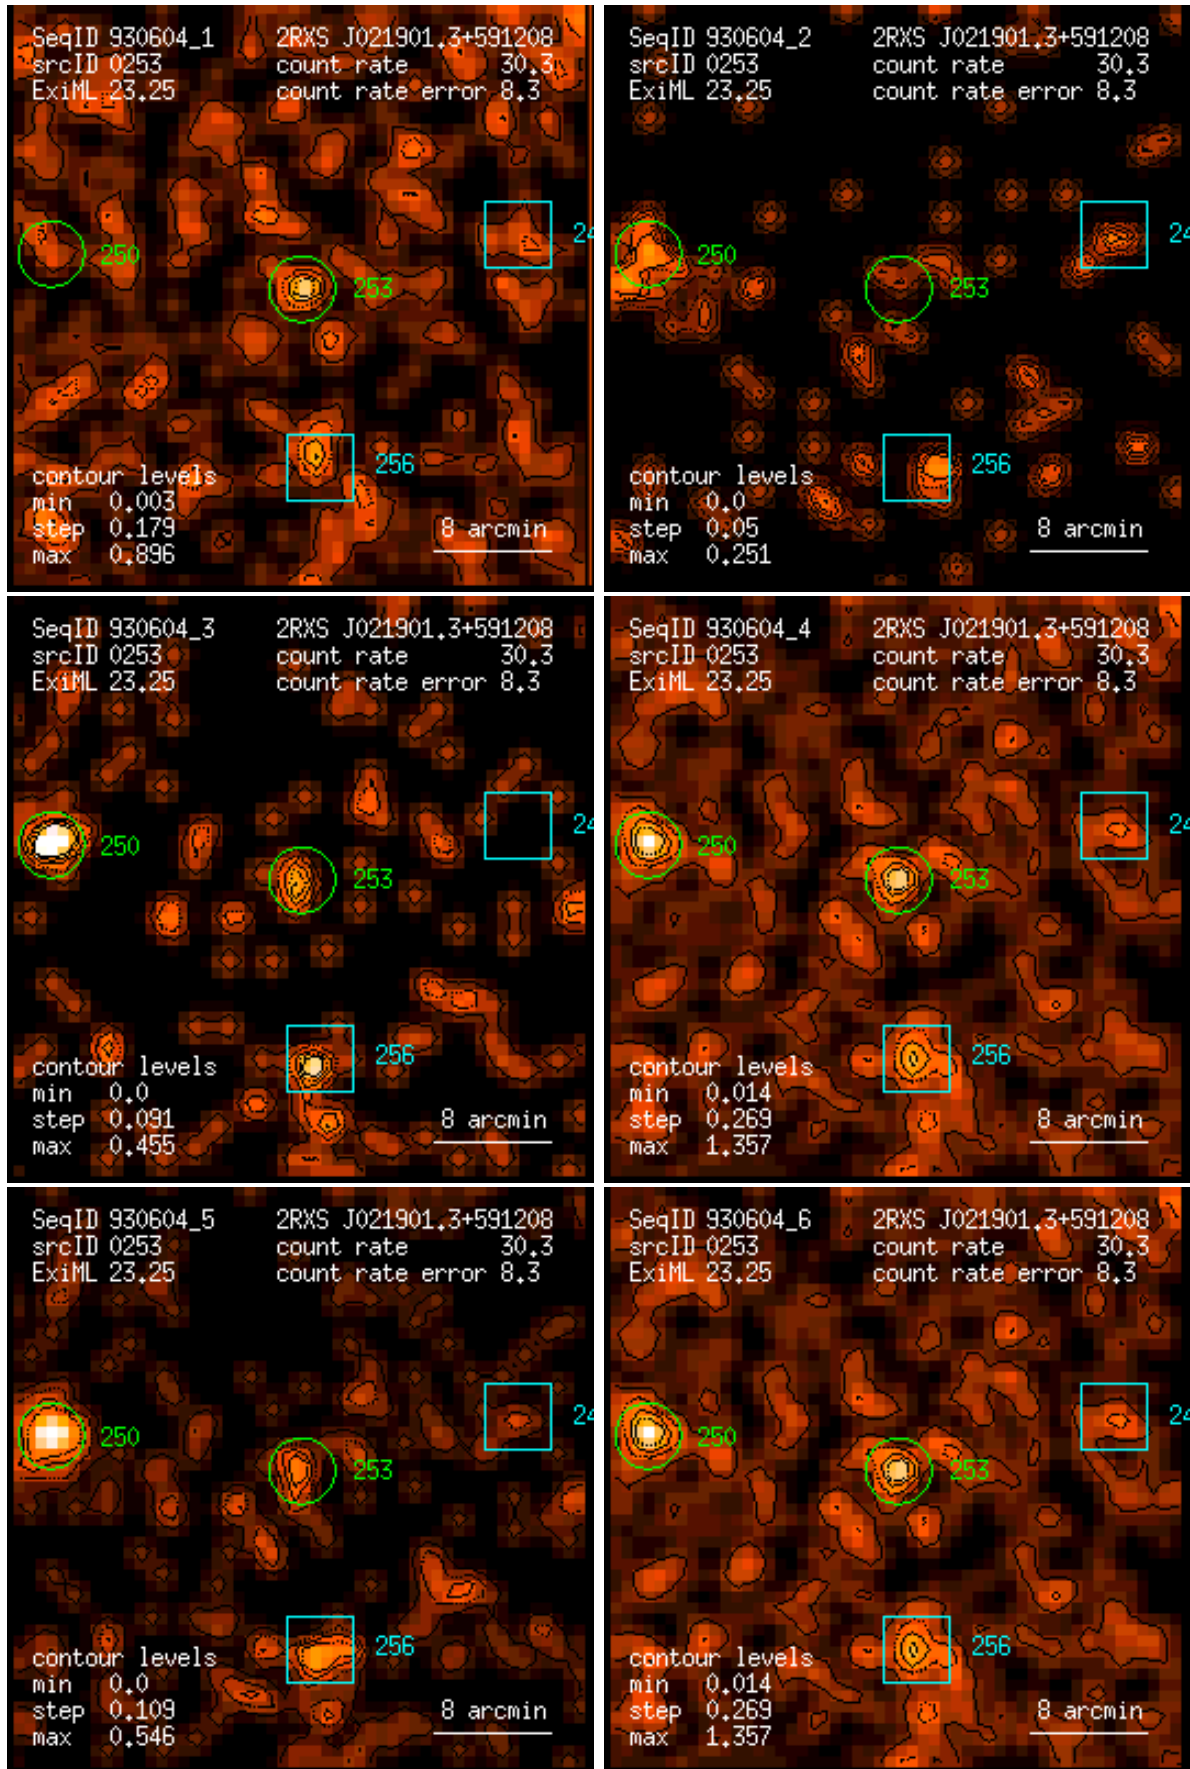 SeqID 930604_1 2RXS J021901.3+591208
srcID 0253 count rate 30.3
ExiML 23.25 count rate error 8.3
24
250
253
256
contour levels
min 0.003
step 0.179 8 arcmin
max 0.896
SeqID 930604_2 2RXS J021901.3+591208
srcID 0253 count rate 30.3
ExiML 23.25 count rate error 8.3
24
250
253
256
contour levels
min 0.0
step 0.05 8 arcmin
max 0.251
SeqID 930604_3 2RXS J021901.3+591208
srcID 0253 count rate 30.3
ExiML 23.25 count rate error 8.3
24
250
253
256
contour levels
min 0.0
step 0.091 8 arcmin
max 0.455
SeqID 930604_4 2RXS J021901.3+591208
srcID 0253 count rate 30.3
ExiML 23.25 count rate error 8.3
24
250
253
256
contour levels
min 0.014
step 0.269 8 arcmin
max 1.357
SeqID 930604_5 2RXS J021901.3+591208
srcID 0253 count rate 30.3
ExiML 23.25 count rate error 8.3
24
250
253
256
contour levels
min 0.0
step 0.109 8 arcmin
max 0.546
SeqID 930604_6 2RXS J021901.3+591208
srcID 0253 count rate 30.3
ExiML 23.25 count rate error 8.3
24
250
253
256
contour levels
min 0.014
step 0.269 8 arcmin
max 1.357